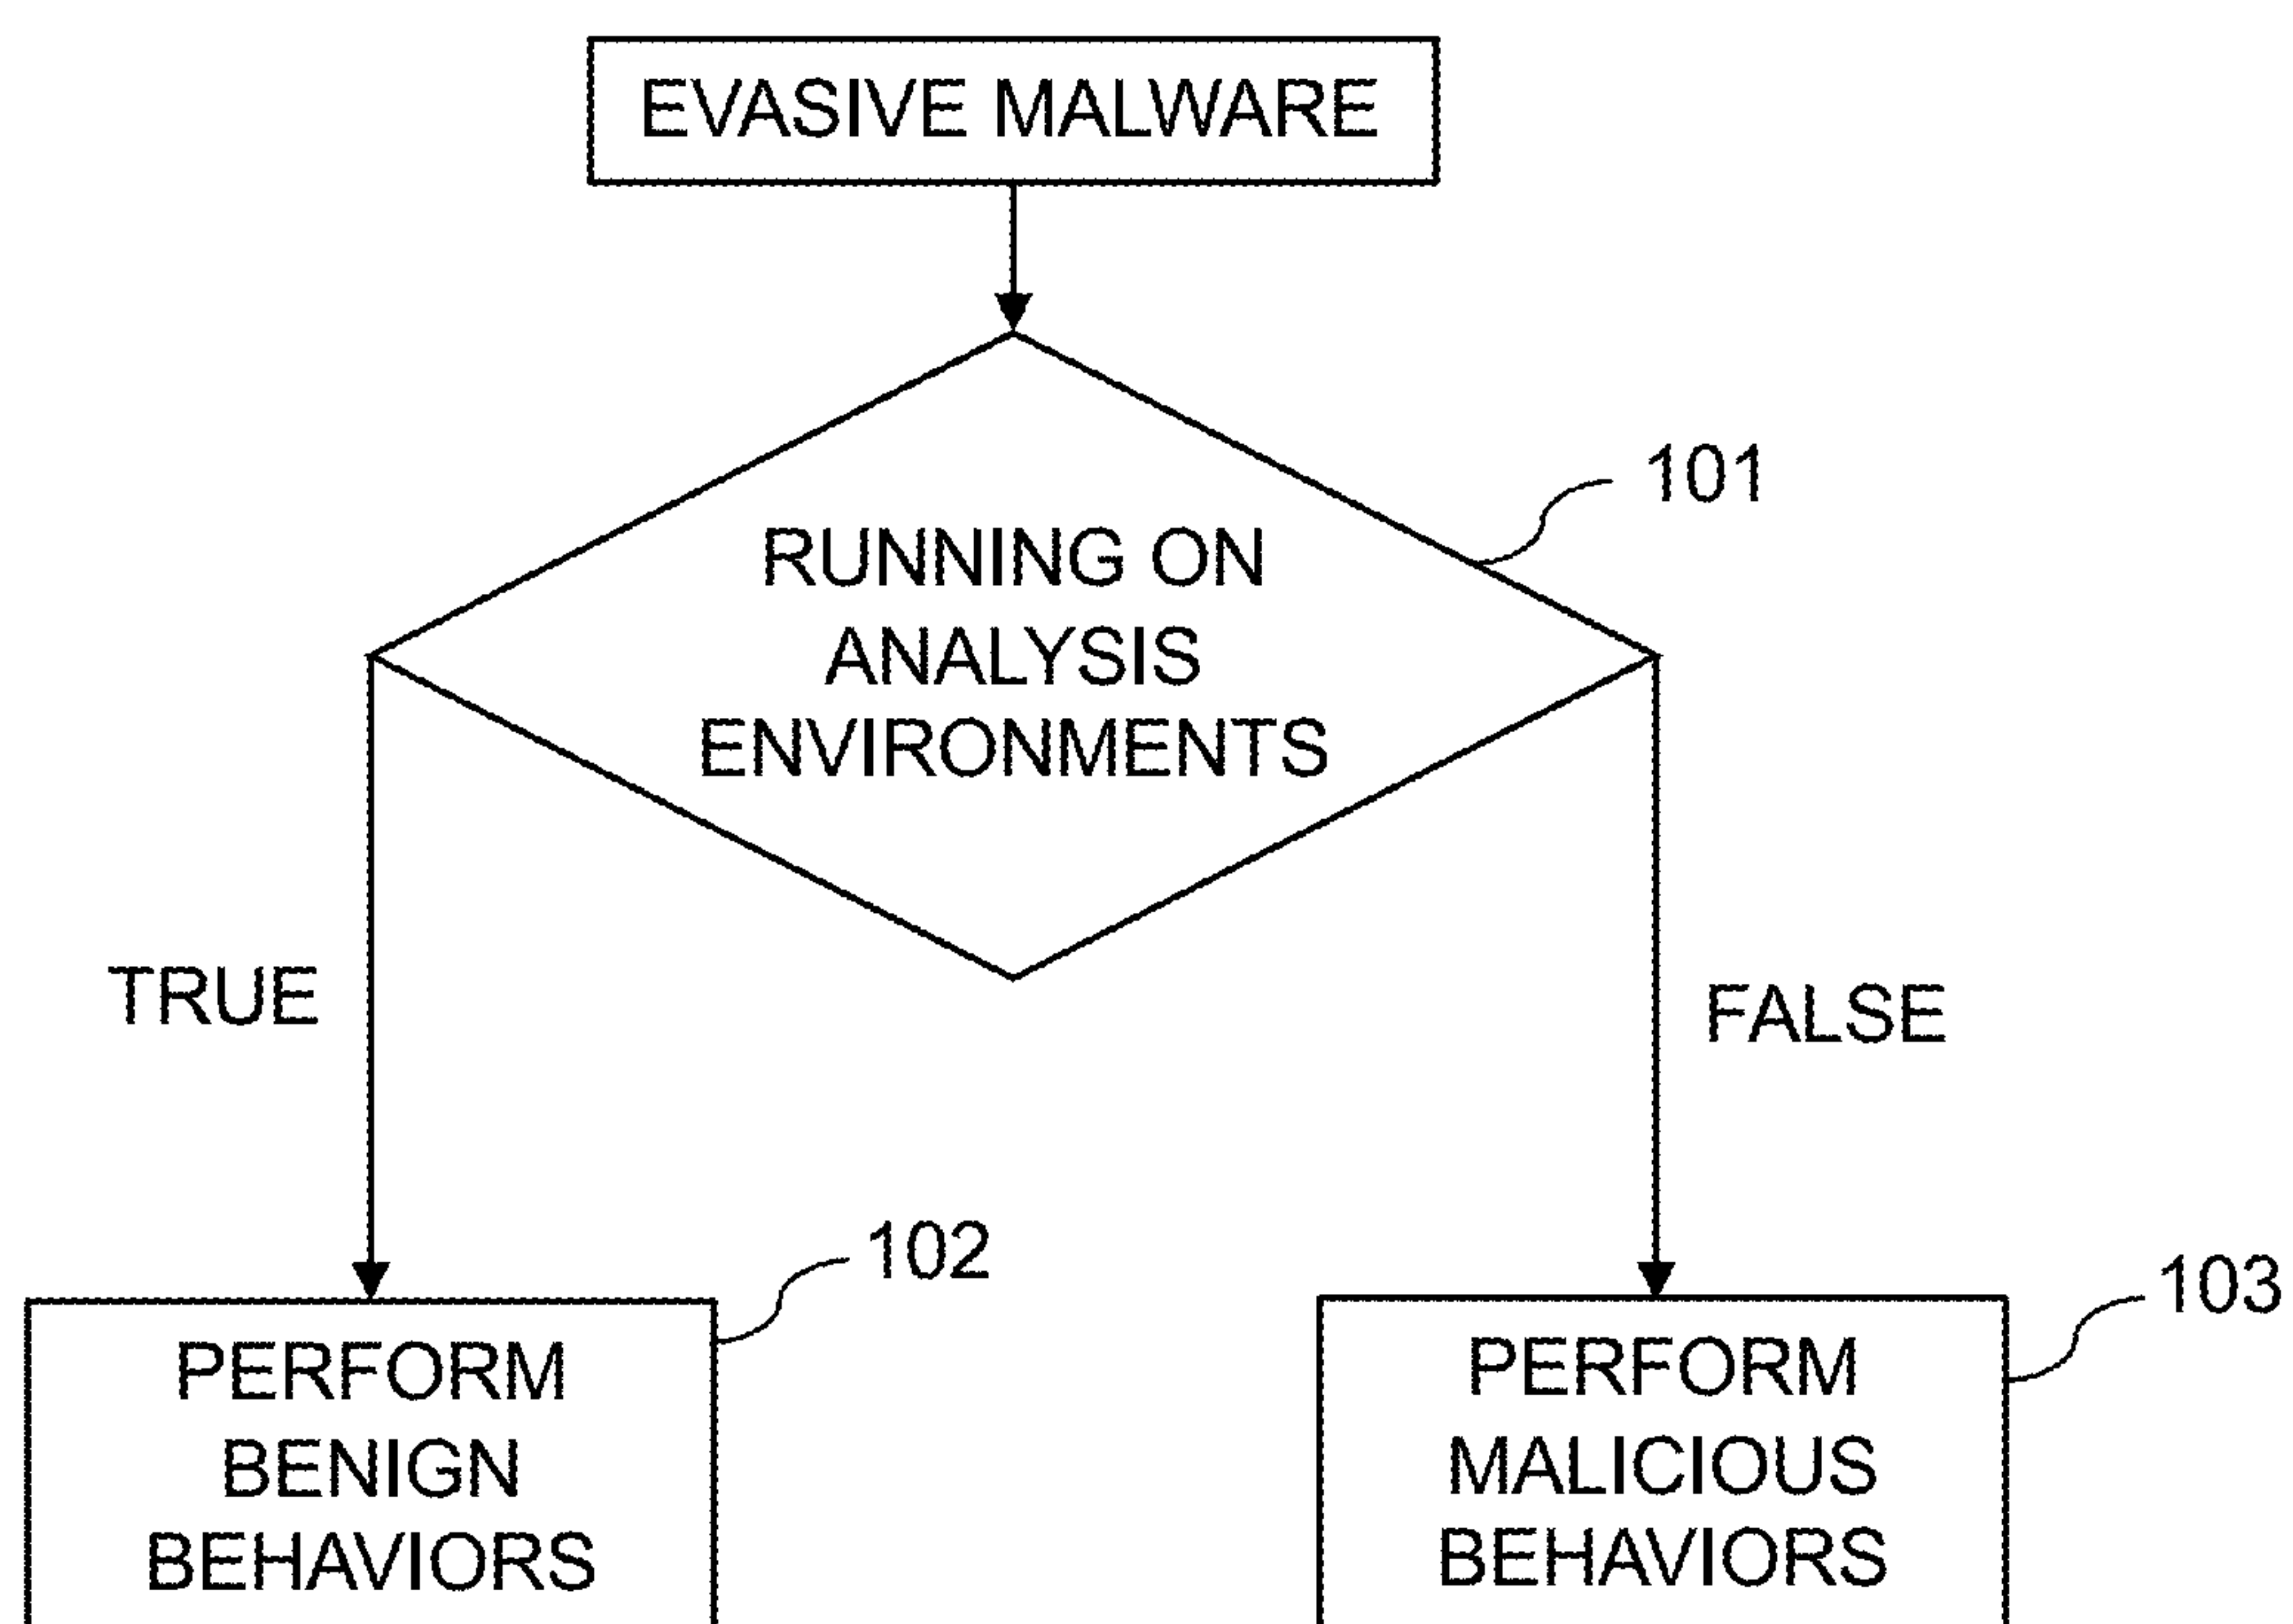 EVASIVE MALWARE
101
RUNNING ON
ANALYSIS
ENVIRONMENTS
TRUE
FALSE
102
PERFORM
BENIGN
BEHAVIORS
103
PERFORM
MALICIOUS
BEHAVIORS